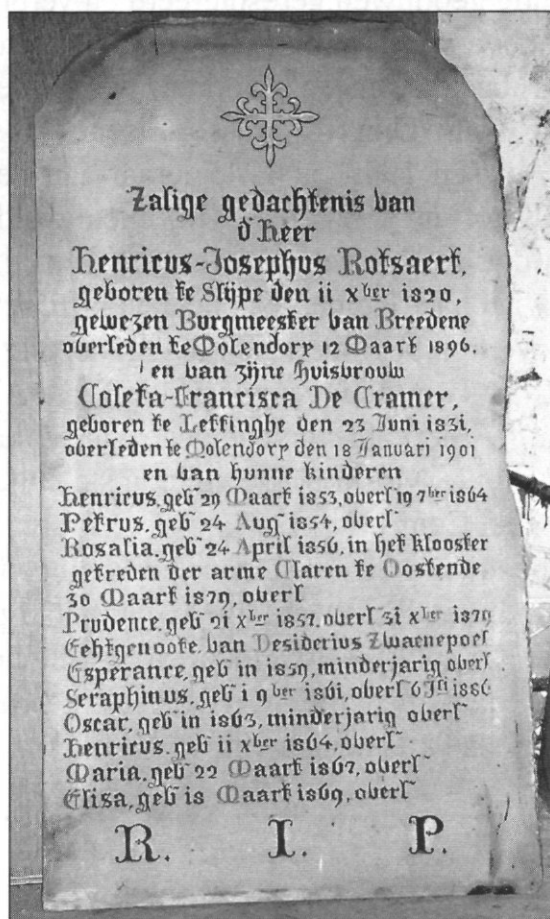 Zalige gedachtenis van
d'Heer
Henricus-Josephus Rotsaert,
geboren te Slijpe den ii xber 1820,
gewezen Burgmeester van Breedene
overleden te Molendorp 12 Maart 1896.
en van zijne huisvrouw
Coleta-Francisca De Cramer,
geboren te Leffinghe den 23 Juni 1831,
overleden te Molendorp den 18 Januari 1901
en van hunne kinderen
Henricus, geb 29 Maart 1853, overl 19 7ber 1864
Petrus, geb 24 Aug 1854, overl
Rosalia, geb 24 April 1856, in het klooster
getreden der arme Claren te Oostende
30 Maart 1879, overl
Prudence, geb 21 xber 1857, overl 31 xber 1879
Echtgenoote van Desiderius Zwaenepoel
Esperance, geb in 1859, minderjarig overl
Seraphinus, geb 1 9ber 1861, overl 6 Jli 1886
Oscar, geb in 1863, minderjarig overl
Henricus, geb ii xber 1864, overl
Maria, geb 22 Maart 1867, overl
Elisa, geb 18 Maart 1869, overl
R. I. P.